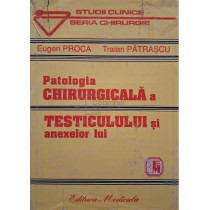 STUDII CLINICE
SERIA CHIRURGIE
Eugen PROCA Traian PĂTRAȘCU
Patologia
CHIRURGICALĂ a
TESTICULULUI și
anexelor lui
Editura Medicală